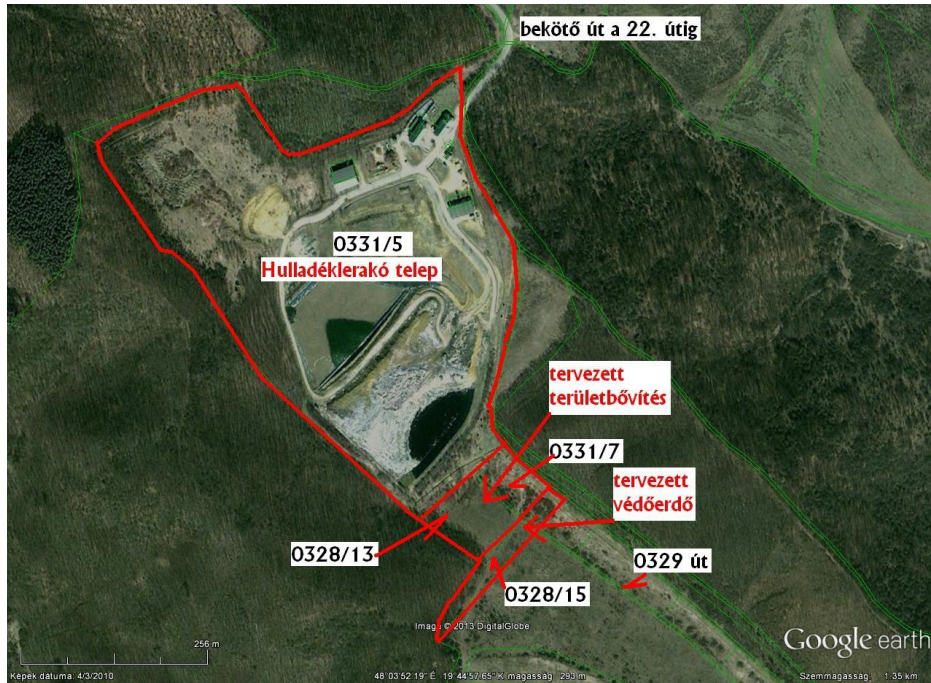 bekötő út a 22. útig
0331/5
Hulladéklerakó telep
tervezett
területbővítés
0331/7
tervezett
védőerdő
0328/13
0329 út
0328/15
Image © 2013 DigitalGlobe
256 m
Google earth
Képek dátuma: 4/3/2010
48°03'52.19" É 19°44'57.65" K magasság 293 m
Szemmagasság: 1.35 km